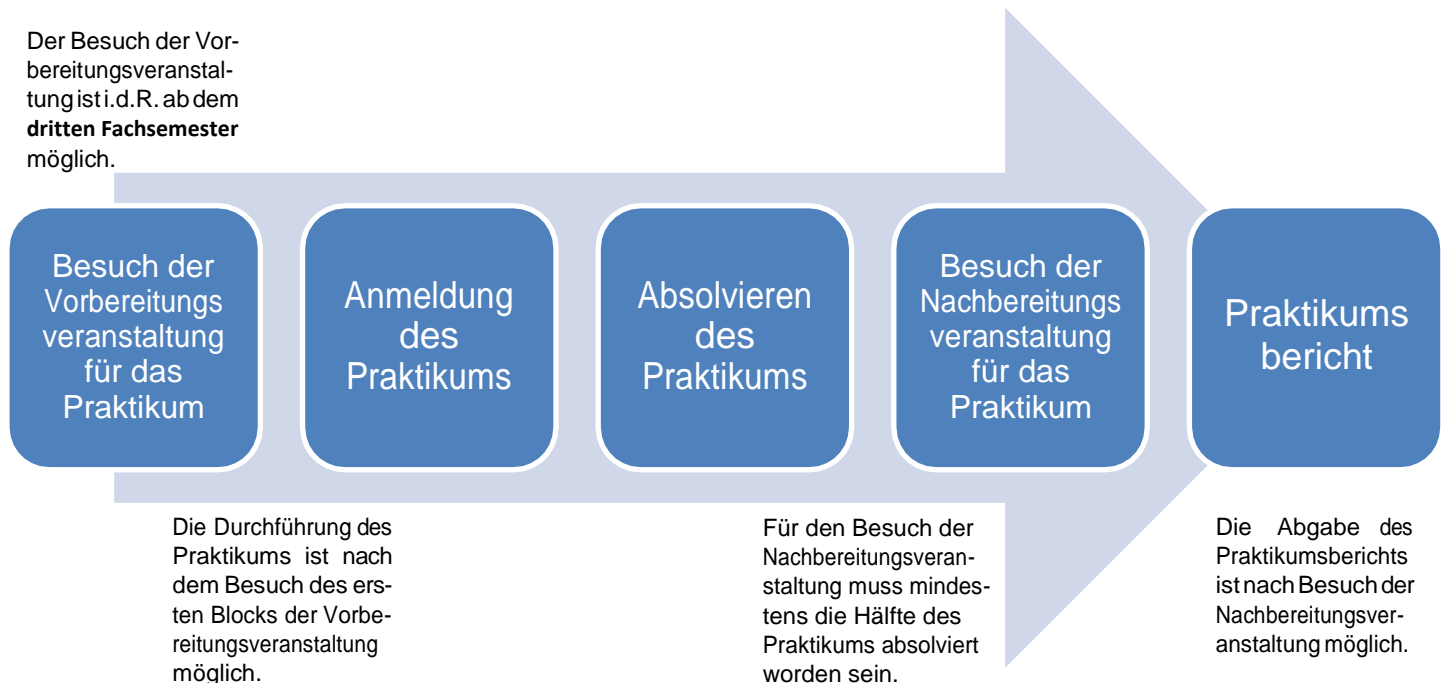 Der Besuch der Vor-
bereitungsveranstal-
tung ist i.d.R. ab dem
dritten Fachsemester
möglich.
Besuch der
Vorbereitungs
veranstaltung
für das
Praktikum
Anmeldung
des
Praktikums
Absolvieren
des
Praktikums
Besuch der
Nachbereitungs
veranstaltung
für das
Praktikum
Praktikums
bericht
Die Durchführung des
Praktikums ist nach
dem Besuch des ers-
ten Blocks der Vorbe-
reitungsveranstaltung
möglich.
Für den Besuch der
Nachbereitungsveran-
staltung muss mindes-
tens die Hälfte des
Praktikums absolviert
worden sein.
Die Abgabe des
Praktikumsberichts
ist nach Besuch der
Nachbereitungsver-
anstaltung möglich.